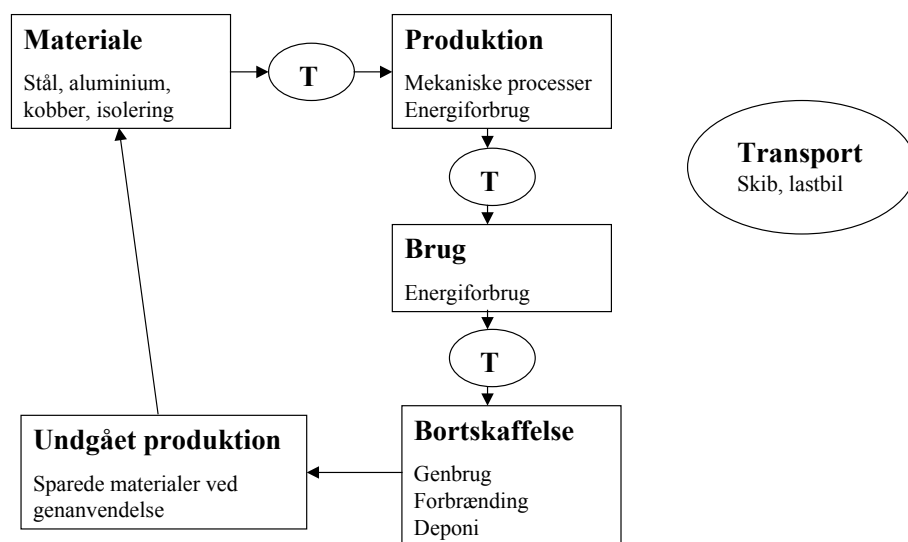 Materiale
Stål, aluminium,
kobber, isolering
T
Produktion
Mekaniske processer
Energiforbrug
Transport
Skib, lastbil
T
Brug
Energiforbrug
T
Bortskaffelse
Genbrug
Forbrænding
Deponi
Undgået produktion
Sparede materialer ved
genanvendelse